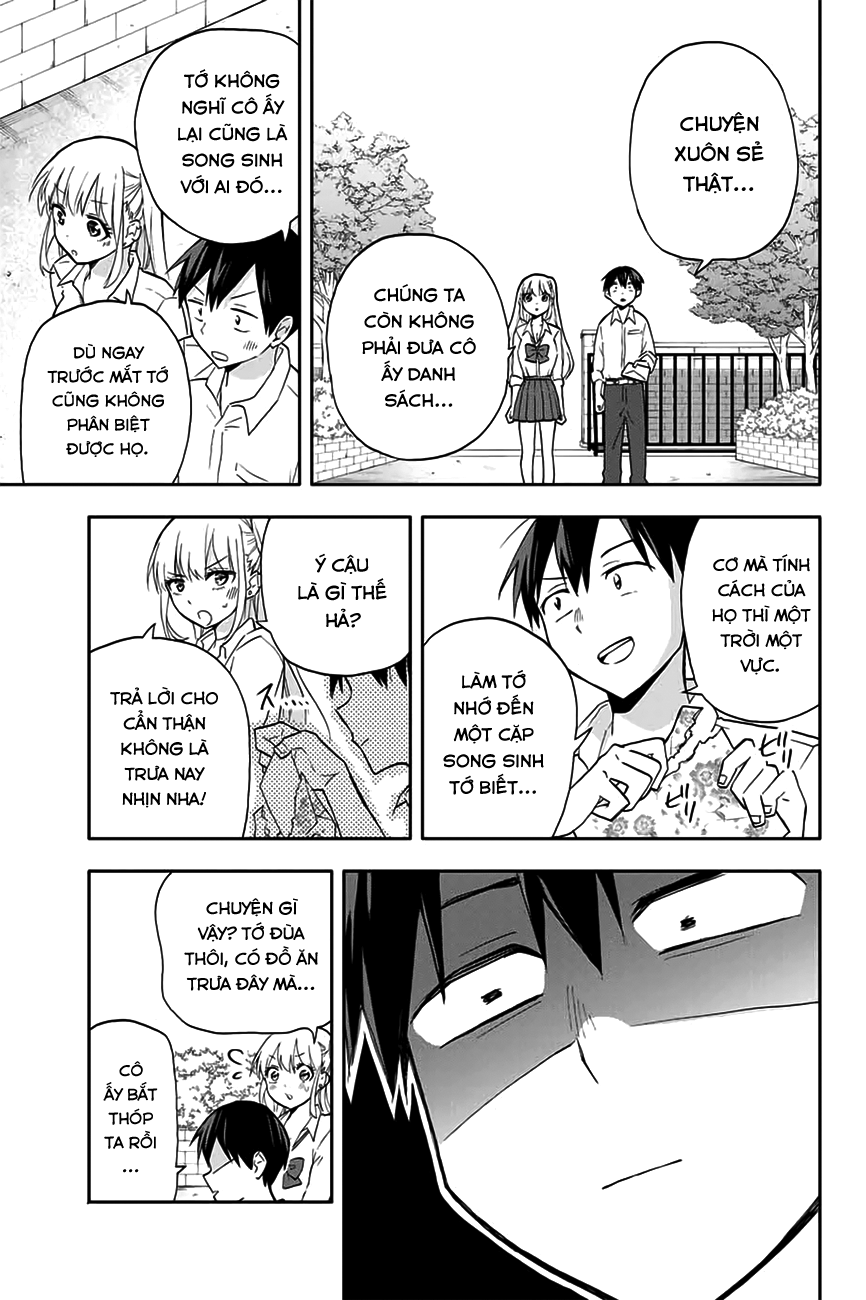 CHUYỆN
XUÔN SẺ
THẬT...
CHÚNG TA
CÒN KHÔNG
PHẢI ĐƯA CÔ
ẤY DANH
SÁCH...
TỚ KHÔNG
NGHĨ CÔ ẤY
LẠI CŨNG LÀ
SONG SINH
VỚI AI ĐÓ...
DÙ NGAY
TRƯỚC MẮT TỚ
CŨNG KHÔNG
PHÂN BIỆT
ĐƯỢC HỌ.
CƠ MÀ TÍNH
CÁCH CỦA
HỌ THÌ MỘT
TRỜI MỘT
VỰC.
LÀM TỚ
NHỚ ĐẾN
MỘT CẶP
SONG SINH
TỚ BIẾT...
Ý CẬU
LÀ GÌ THẾ
HẢ?
TRẢ LỜI CHO
CẨN THẬN
KHÔNG LÀ
TRƯA NAY
NHỊN NHA!
CHUYỆN GÌ
VẬY? TỚ ĐÙA
THÔI, CÓ ĐỒ ĂN
TRƯA ĐÂY MÀ...
CÔ
ẤY BẮT
THÓP
TA RỒI
...